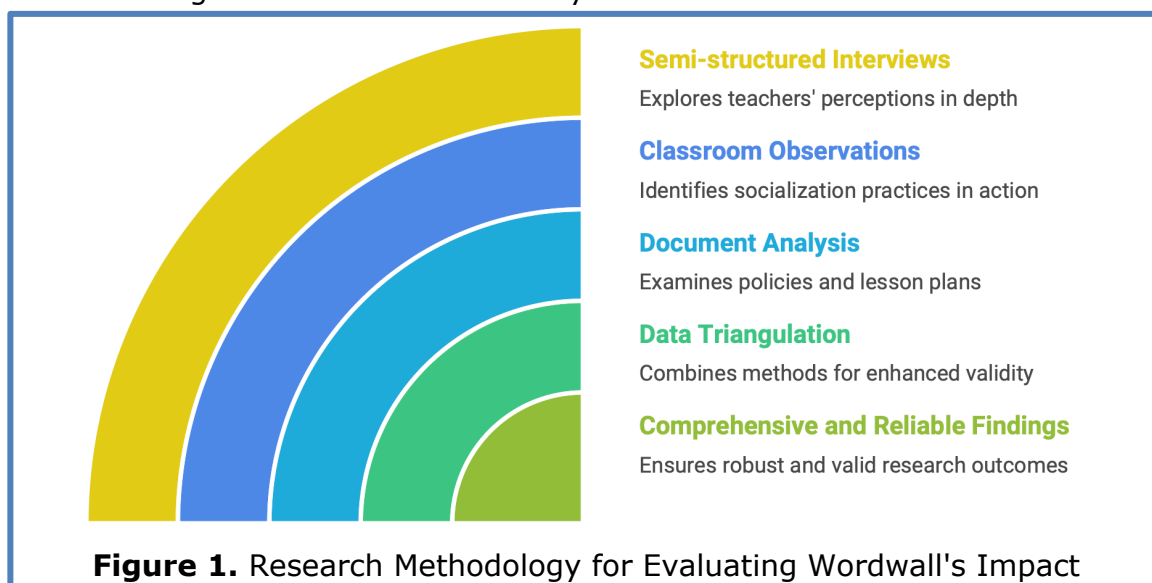 Semi-structured Interviews
Explores teachers' perceptions in depth
Classroom Observations
Identifies socialization practices in action
Document Analysis
Examines policies and lesson plans
Data Triangulation
Combines methods for enhanced validity
Comprehensive and Reliable Findings
Ensures robust and valid research outcomes
Figure 1. Research Methodology for Evaluating Wordwall's Impact